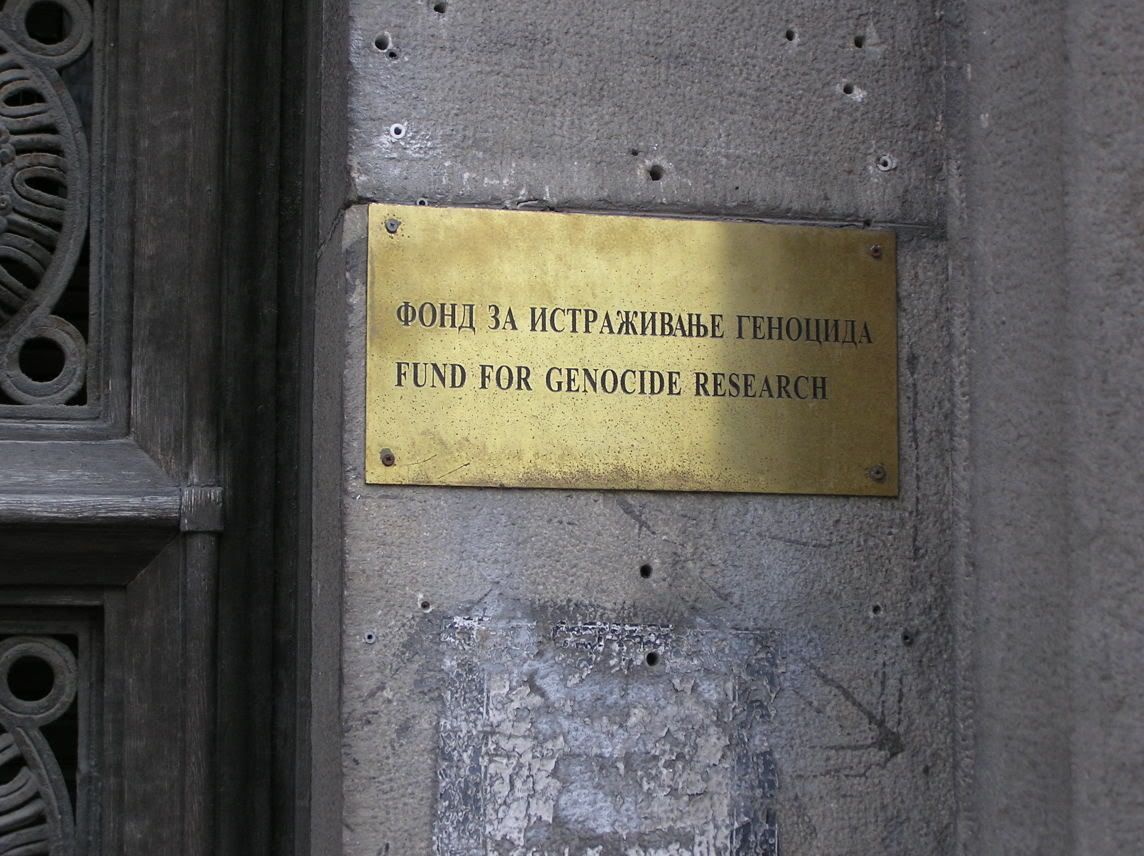 ФОНД ЗА ИСТРАЖИВАЊЕ ГЕНОЦИДА
FUND FOR GENOCIDE RESEARCH